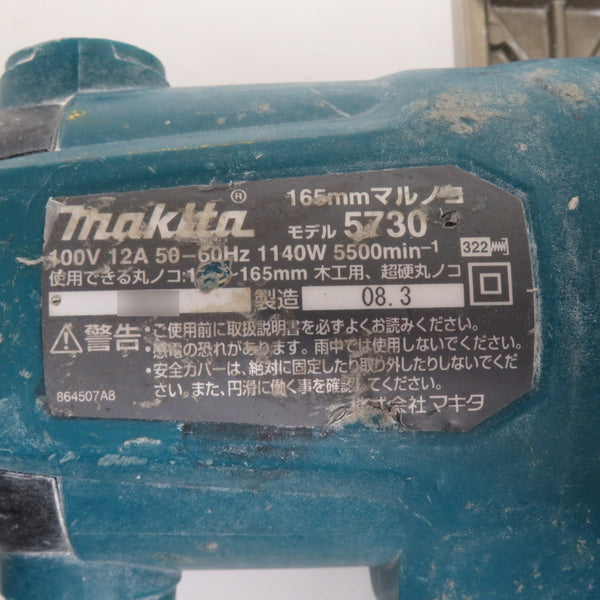 makita® 165mmマルノコ
モデル 5730
100V 12A 50-60Hz 1140W 5500min⁻¹ 322
使用できる丸ノコ: 165mm 木工用、超硬丸ノコ
製造 08.3
警告:・ご使用前に取扱説明書を必ずよくお読みください。
・感電の恐れがあります。雨中では使用しないでください。
・安全カバーは、絶対に固定したり取り外したりしないでくだ
さい。また、円滑に働く事を確認してください。
864507A8 株式会社 マキタ